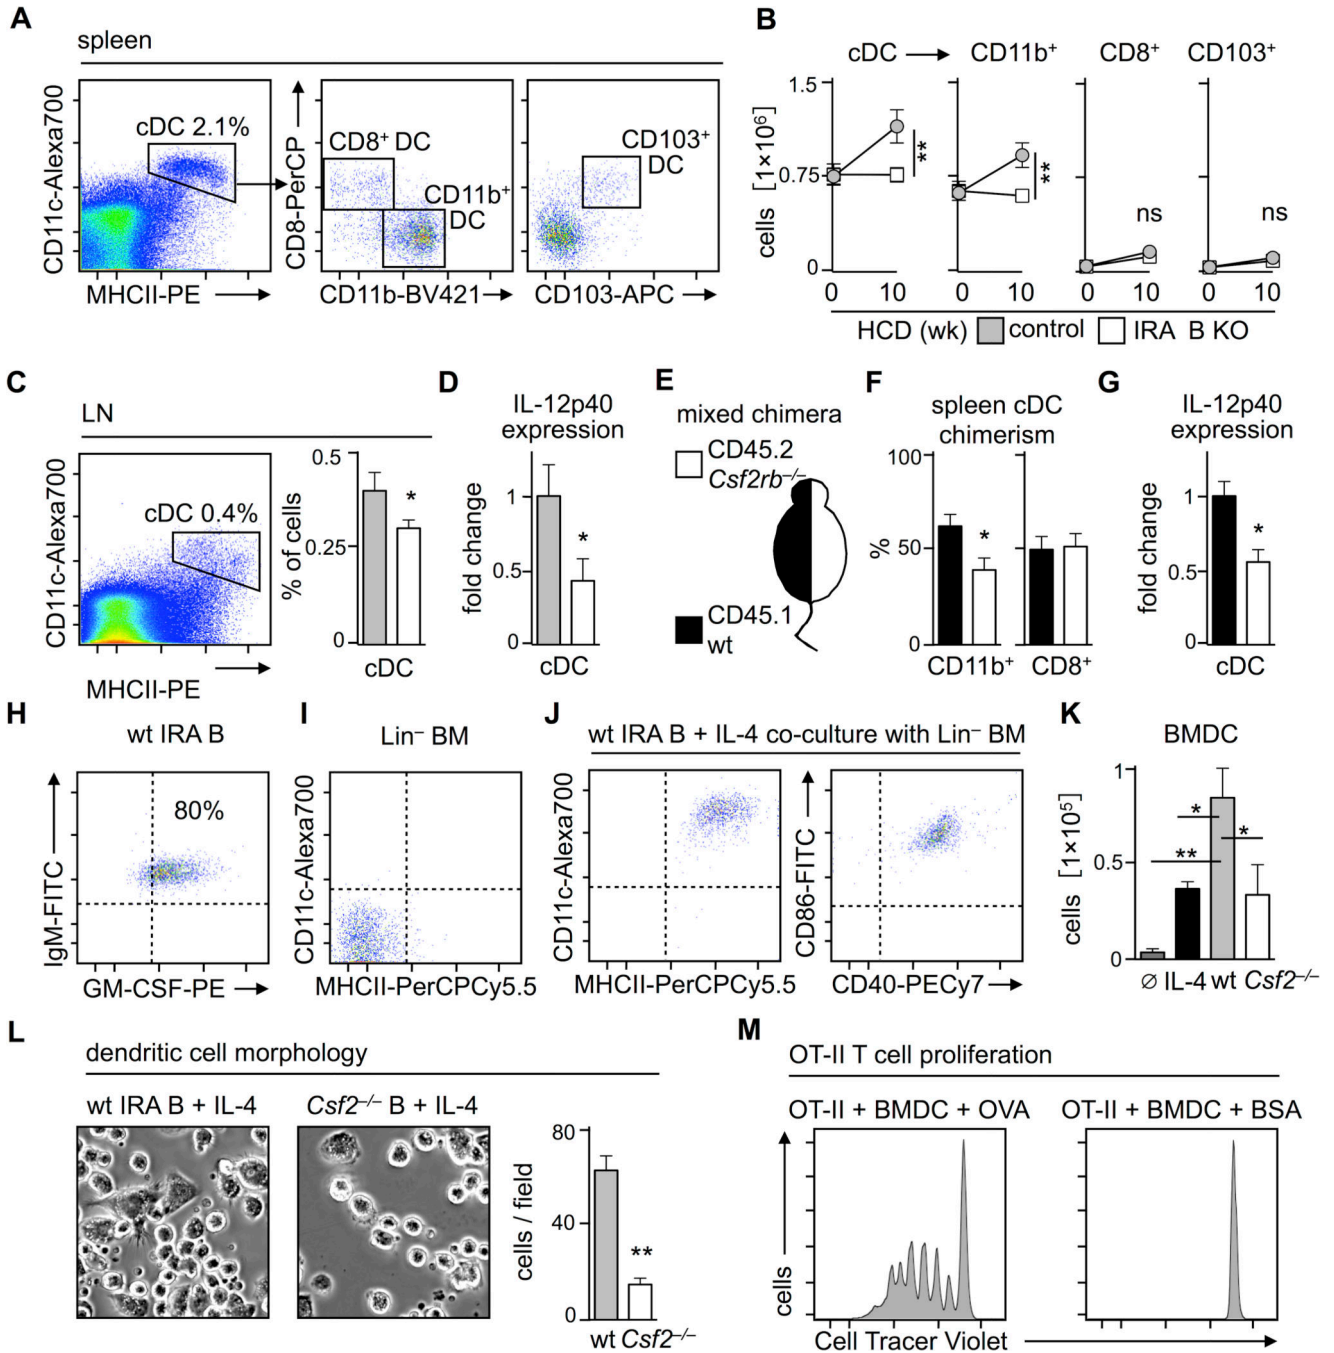 A
spleen
CD11c-Alexa700
cDC 2.1%
MHCII-PE
CD8-PerCP
CD8+ DC
CD11b+
DC
CD11b-BV421
CD103+
DC
CD103-APC
B
cDC
CD11b+
CD8+
CD103+
cells [1×10⁶]
1.5
0.75
0
**
**
ns
ns
0 10 0 10 0 10 0 10
HCD (wk) control IRA B KO
C
LN
CD11c-Alexa700
cDC 0.4%
MHCII-PE
% of cells
0.5
0.25
0
*
cDC
D
IL-12p40
expression
fold change
1
0.5
0
*
cDC
E
mixed chimera
CD45.2
Csf2rb–/–
CD45.1
wt
F
spleen cDC
chimerism
%
100
50
0
*
CD11b+ CD8+
G
IL-12p40
expression
fold change
1
0.5
0
*
cDC
H
wt IRA B
IgM-FITC
80%
GM-CSF-PE
I
Lin– BM
CD11c-Alexa700
MHCII-PerCPCy5.5
J
wt IRA B + IL-4 co-culture with Lin– BM
CD11c-Alexa700
MHCII-PerCPCy5.5
CD86-FITC
CD40-PECy7
K
BMDC
cells [1×10⁵]
1
0.5
0
*
*
**
∅ IL-4 wt Csf2–/–
L
dendritic cell morphology
wt IRA B + IL-4
Csf2–/– B + IL-4
cells / field
80
40
0
**
wt Csf2–/–
M
OT-II T cell proliferation
OT-II + BMDC + OVA
OT-II + BMDC + BSA
cells
Cell Tracer Violet